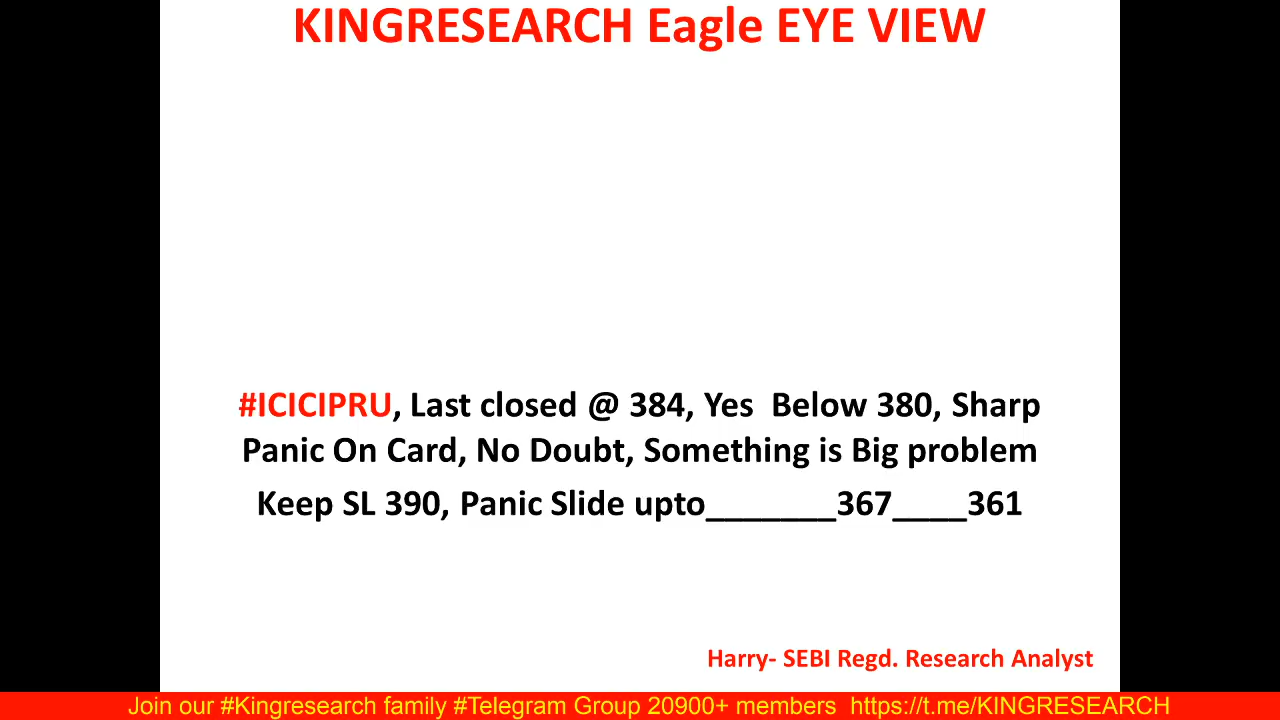 KINGRESEARCH Eagle EYE VIEW
#ICICIPRU, Last closed @ 384, Yes  Below 380, Sharp
Panic On Card, No Doubt, Something is Big problem
Keep SL 390, Panic Slide upto_______367____361
Harry- SEBI Regd. Research Analyst
Join our #Kingresearch family #Telegram Group 20900+ members  https://t.me/KINGRESEARCH